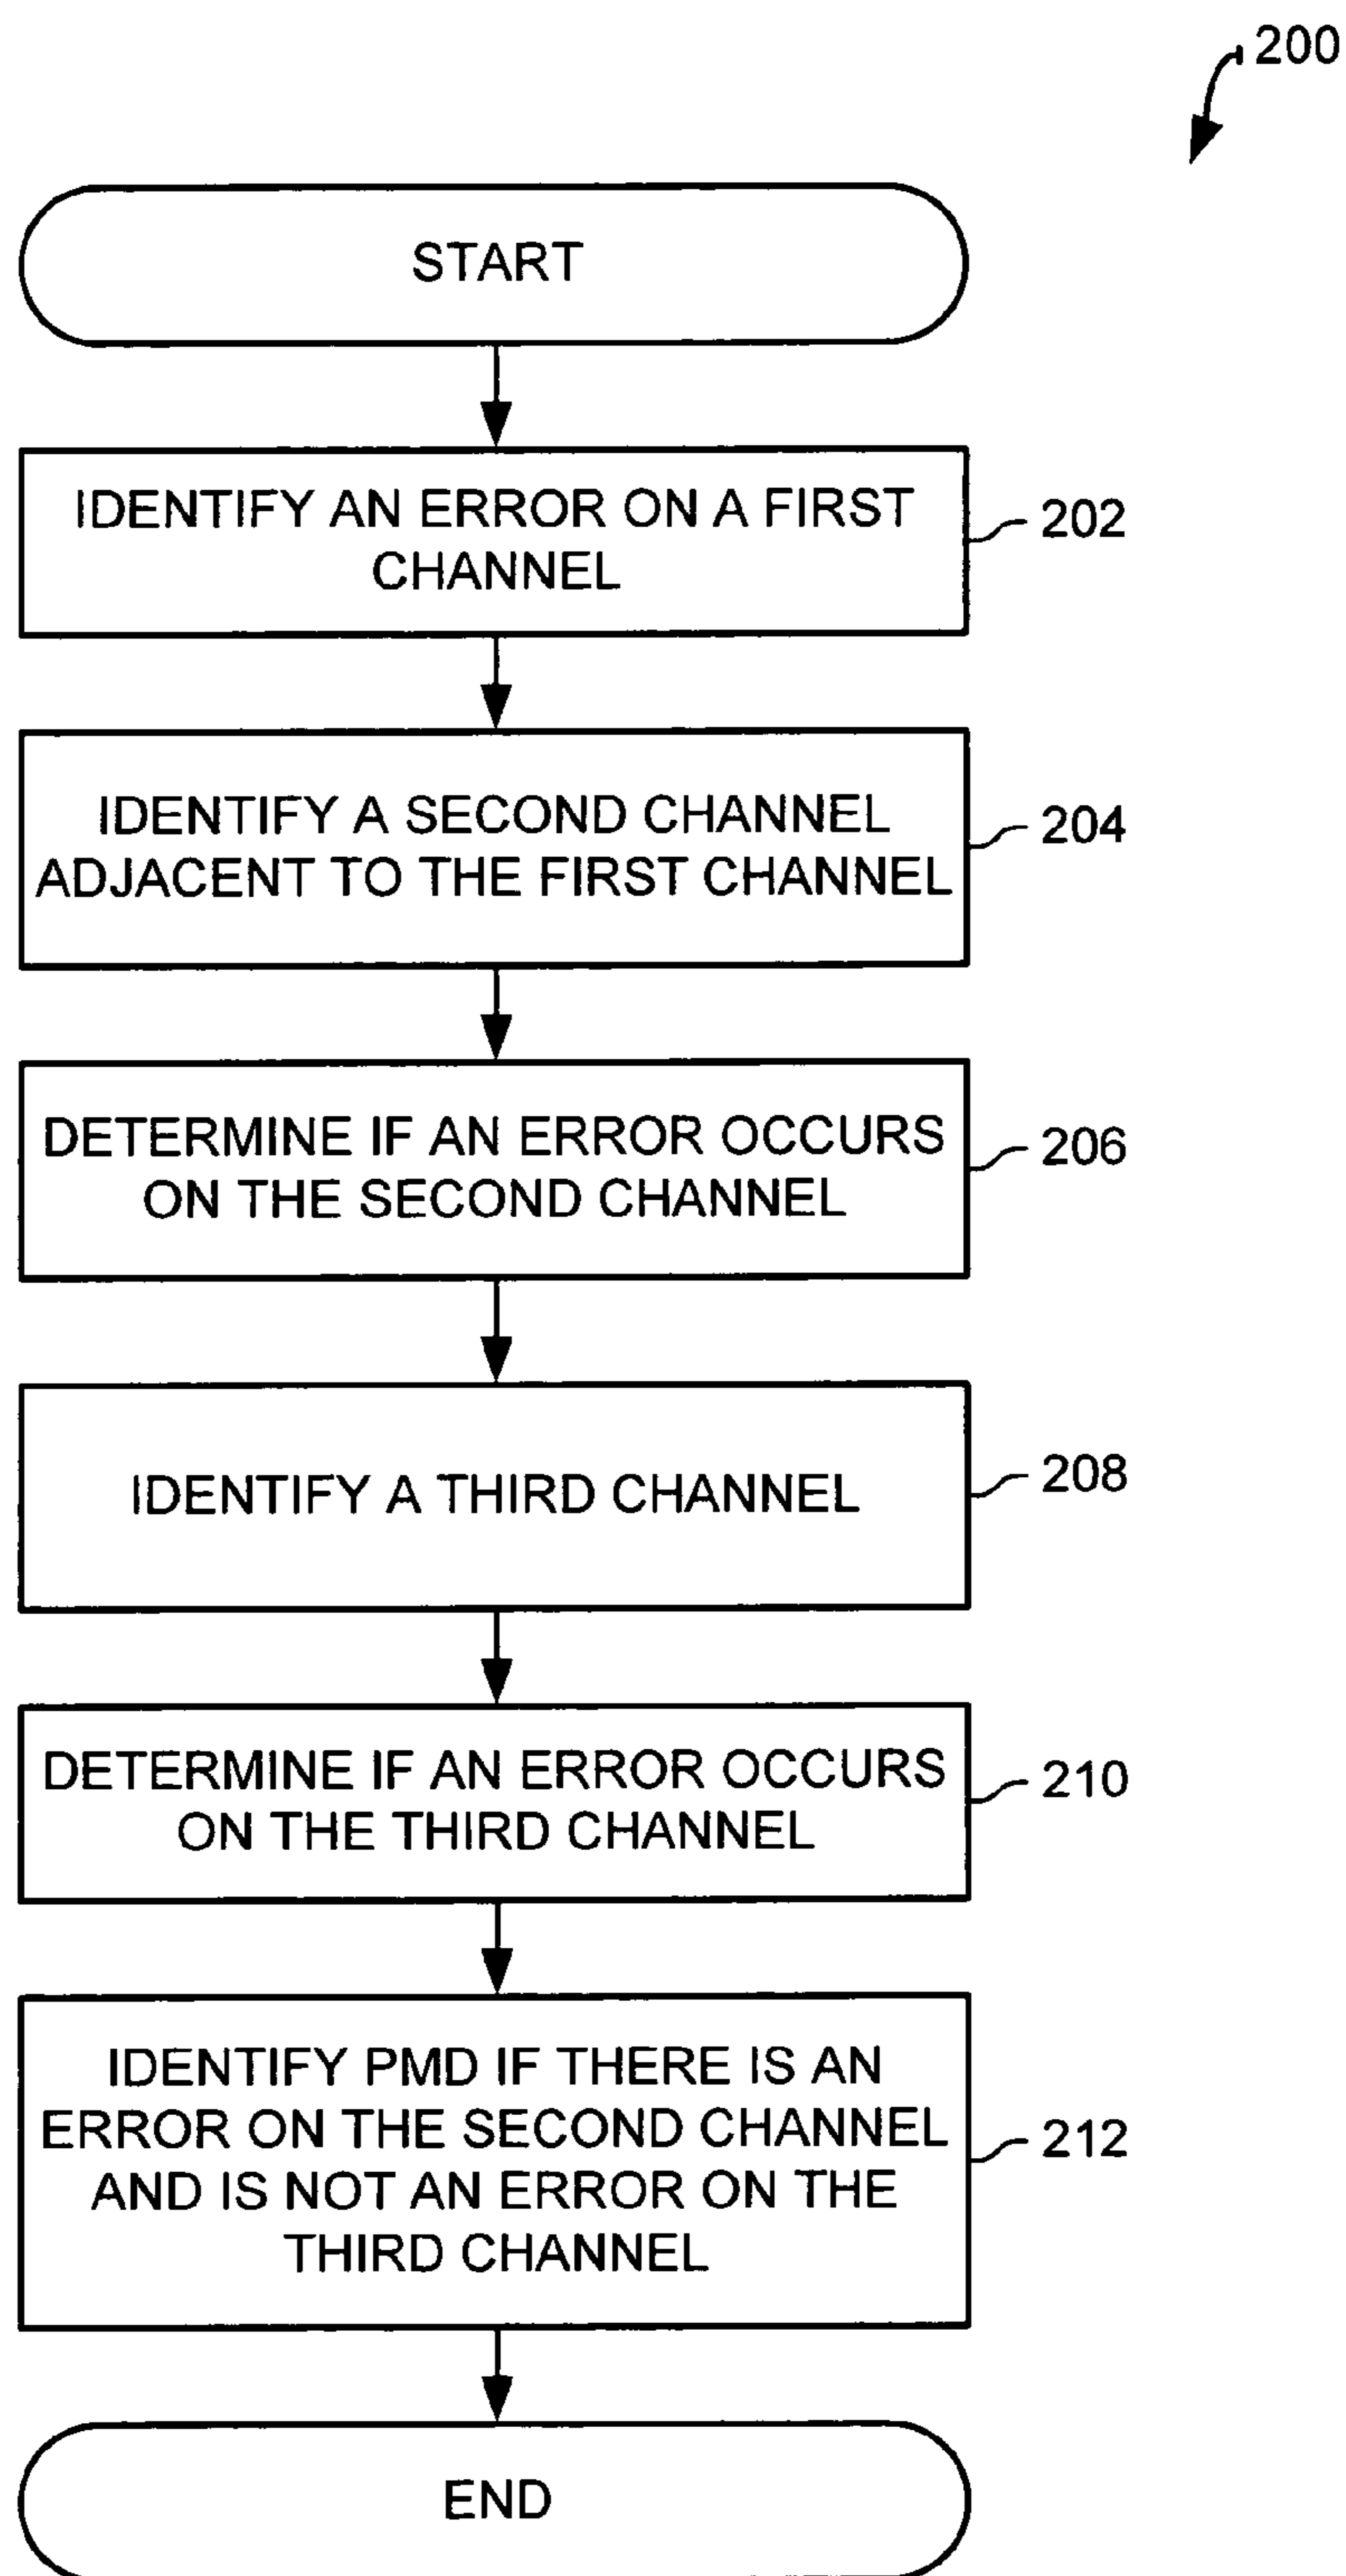 200
START
IDENTIFY AN ERROR ON A FIRST
CHANNEL
202
IDENTIFY A SECOND CHANNEL
ADJACENT TO THE FIRST CHANNEL
204
DETERMINE IF AN ERROR OCCURS
ON THE SECOND CHANNEL
206
IDENTIFY A THIRD CHANNEL
208
DETERMINE IF AN ERROR OCCURS
ON THE THIRD CHANNEL
210
IDENTIFY PMD IF THERE IS AN
ERROR ON THE SECOND CHANNEL
AND IS NOT AN ERROR ON THE
THIRD CHANNEL
212
END